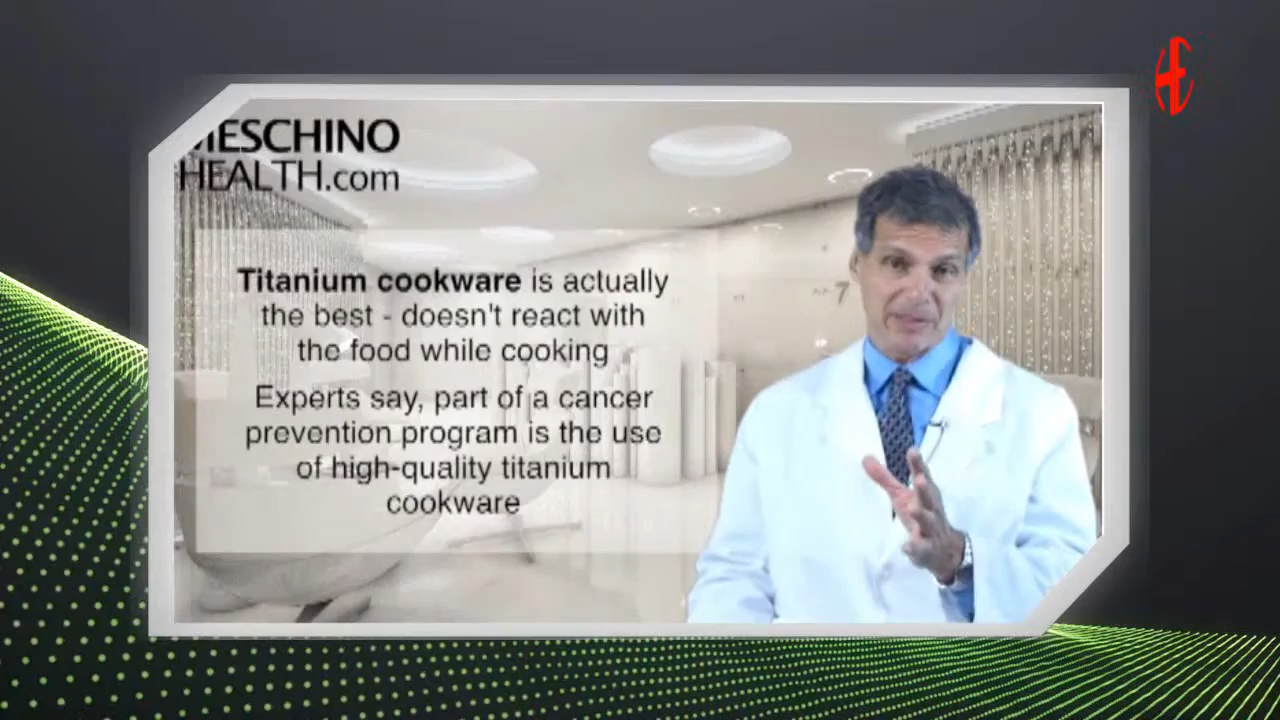 MESCHINO
HEALTH.com
Titanium cookware is actually
the best - doesn't react with
the food while cooking
Experts say, part of a cancer
prevention program is the use
of high-quality titanium
cookware